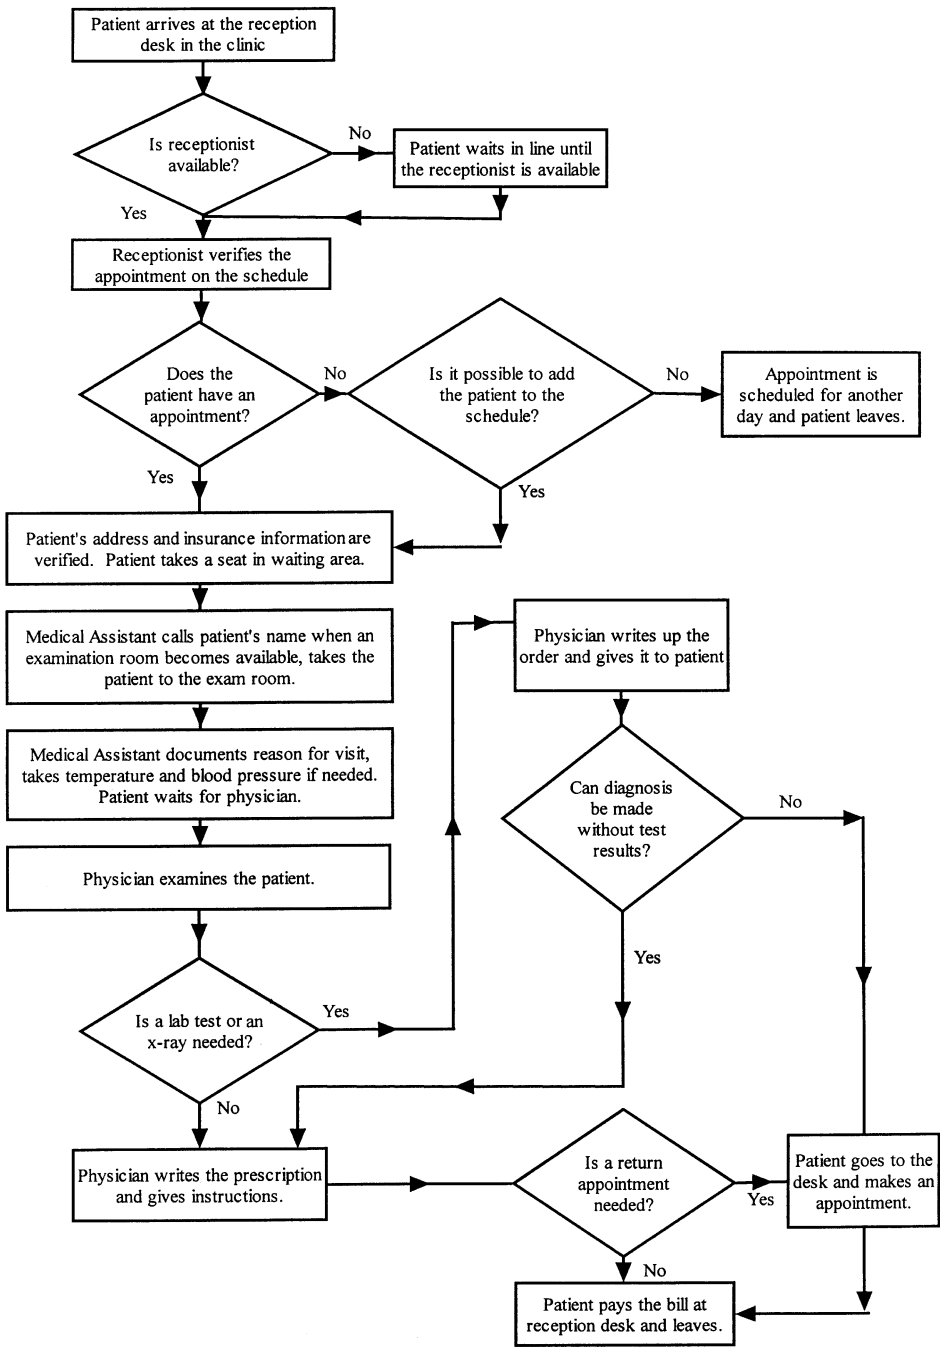 Patient arrives at the reception
desk in the clinic
Is receptionist
available?
No
Patient waits in line until
the receptionist is available
Yes
Receptionist verifies the
appointment on the schedule
Does the
patient have an
appointment?
No
Is it possible to add
the patient to the
schedule?
No
Appointment is
scheduled for another
day and patient leaves.
Yes
Yes
Patient's address and insurance information are
verified. Patient takes a seat in waiting area.
Medical Assistant calls patient's name when an
examination room becomes available, takes the
patient to the exam room.
Medical Assistant documents reason for visit,
takes temperature and blood pressure if needed.
Patient waits for physician.
Physician examines the patient.
Is a lab test or an
x-ray needed?
Yes
Physician writes up the
order and gives it to patient
Can diagnosis
be made
without test
results?
No
Yes
No
Physician writes the prescription
and gives instructions.
Is a return
appointment
needed?
Yes
Patient goes to the
desk and makes an
appointment.
No
Patient pays the bill at
reception desk and leaves.